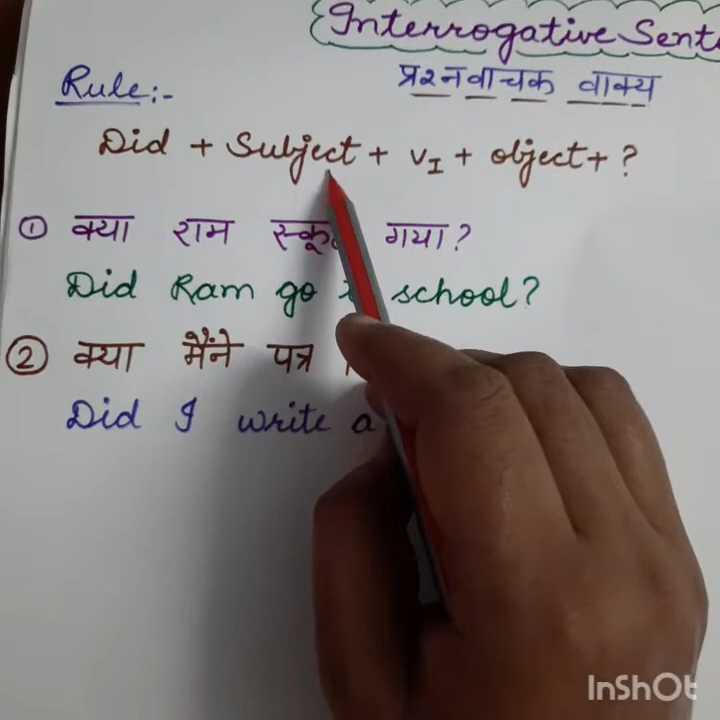 Interrogative Sent
प्रश्नवाचक वाक्य
Rule:-
Did + Subject + V_I + object + ?
① क्या राम गया?
Did Ram go school?
② क्या मैंने पत्र
Did I write a
InShOt